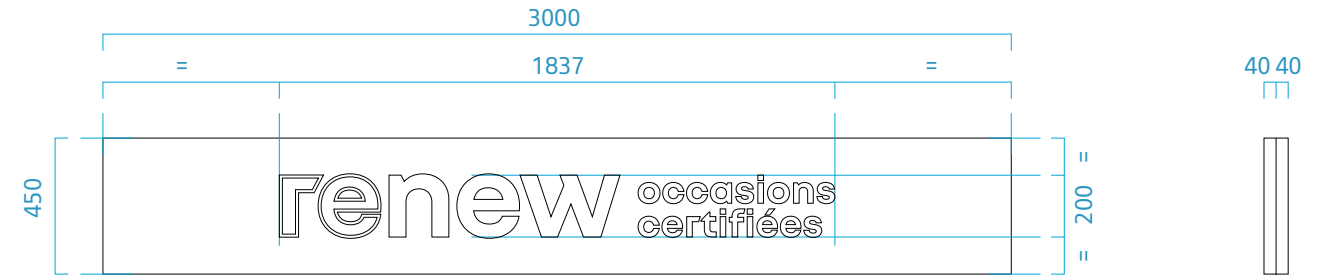 3000
= 1837 =
40 40
450
renew
occasions
certifiées
=
200
=